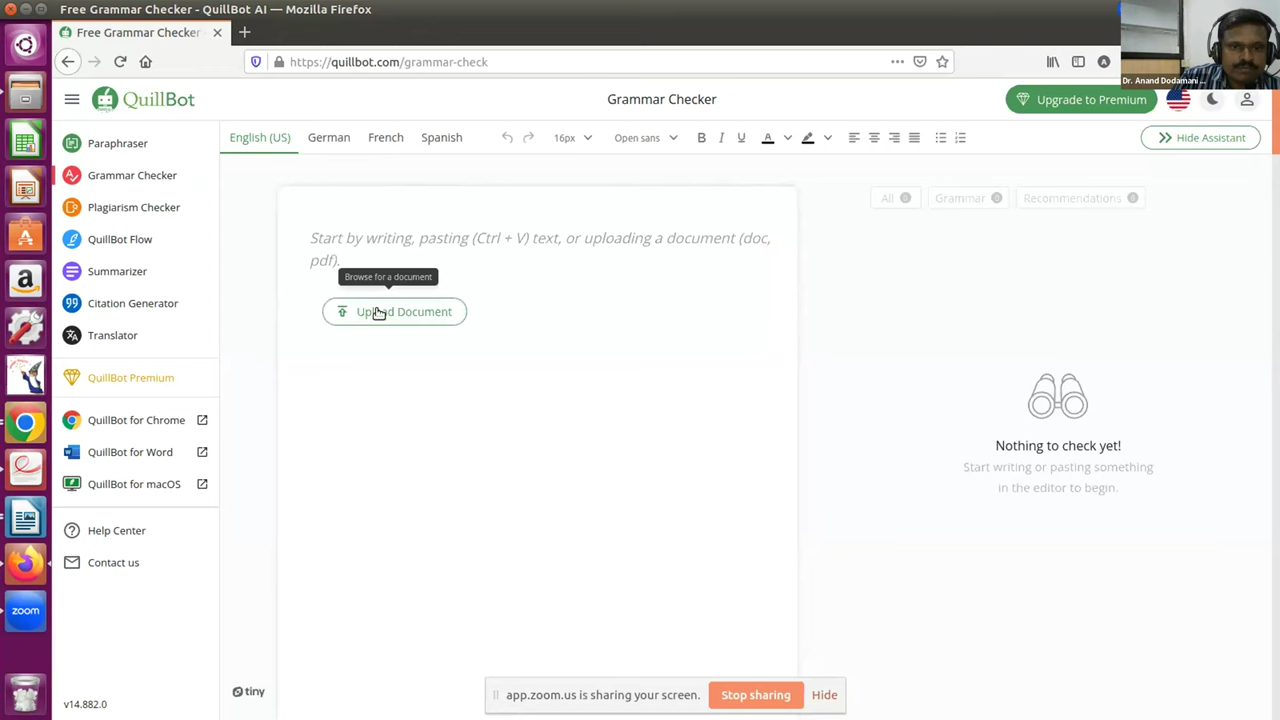 Free Grammar Checker - QuillBot AI — Mozilla Firefox
Free Grammar Checker
https://quillbot.com/grammar-check
Dr. Anand Dodamani ...
QuillBot
Grammar Checker
Upgrade to Premium
Paraphraser
Grammar Checker
Plagiarism Checker
QuillBot Flow
Summarizer
Citation Generator
Translator
QuillBot Premium
QuillBot for Chrome
QuillBot for Word
QuillBot for macOS
Help Center
Contact us
v14.882.0
English (US) German French Spanish
16px Open sans B I U A
Hide Assistant
Start by writing, pasting (Ctrl + V) text, or uploading a document (doc,
pdf).
Browse for a document
Upload Document
All 0 Grammar 0 Recommendations 0
Nothing to check yet!
Start writing or pasting something
in the editor to begin.
tiny
zoom
app.zoom.us is sharing your screen. Stop sharing Hide